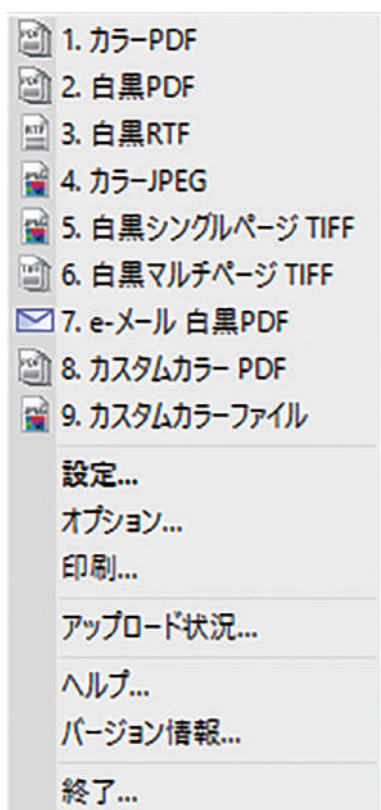 1. カラーPDF
2. 白黒PDF
3. 白黒RTF
4. カラーJPEG
5. 白黒シングルページ TIFF
6. 白黒マルチページ TIFF
7. e-メール 白黒PDF
8. カスタムカラー PDF
9. カスタムカラーファイル
設定...
オプション...
印刷...
アップロード状況...
ヘルプ...
バージョン情報...
終了...